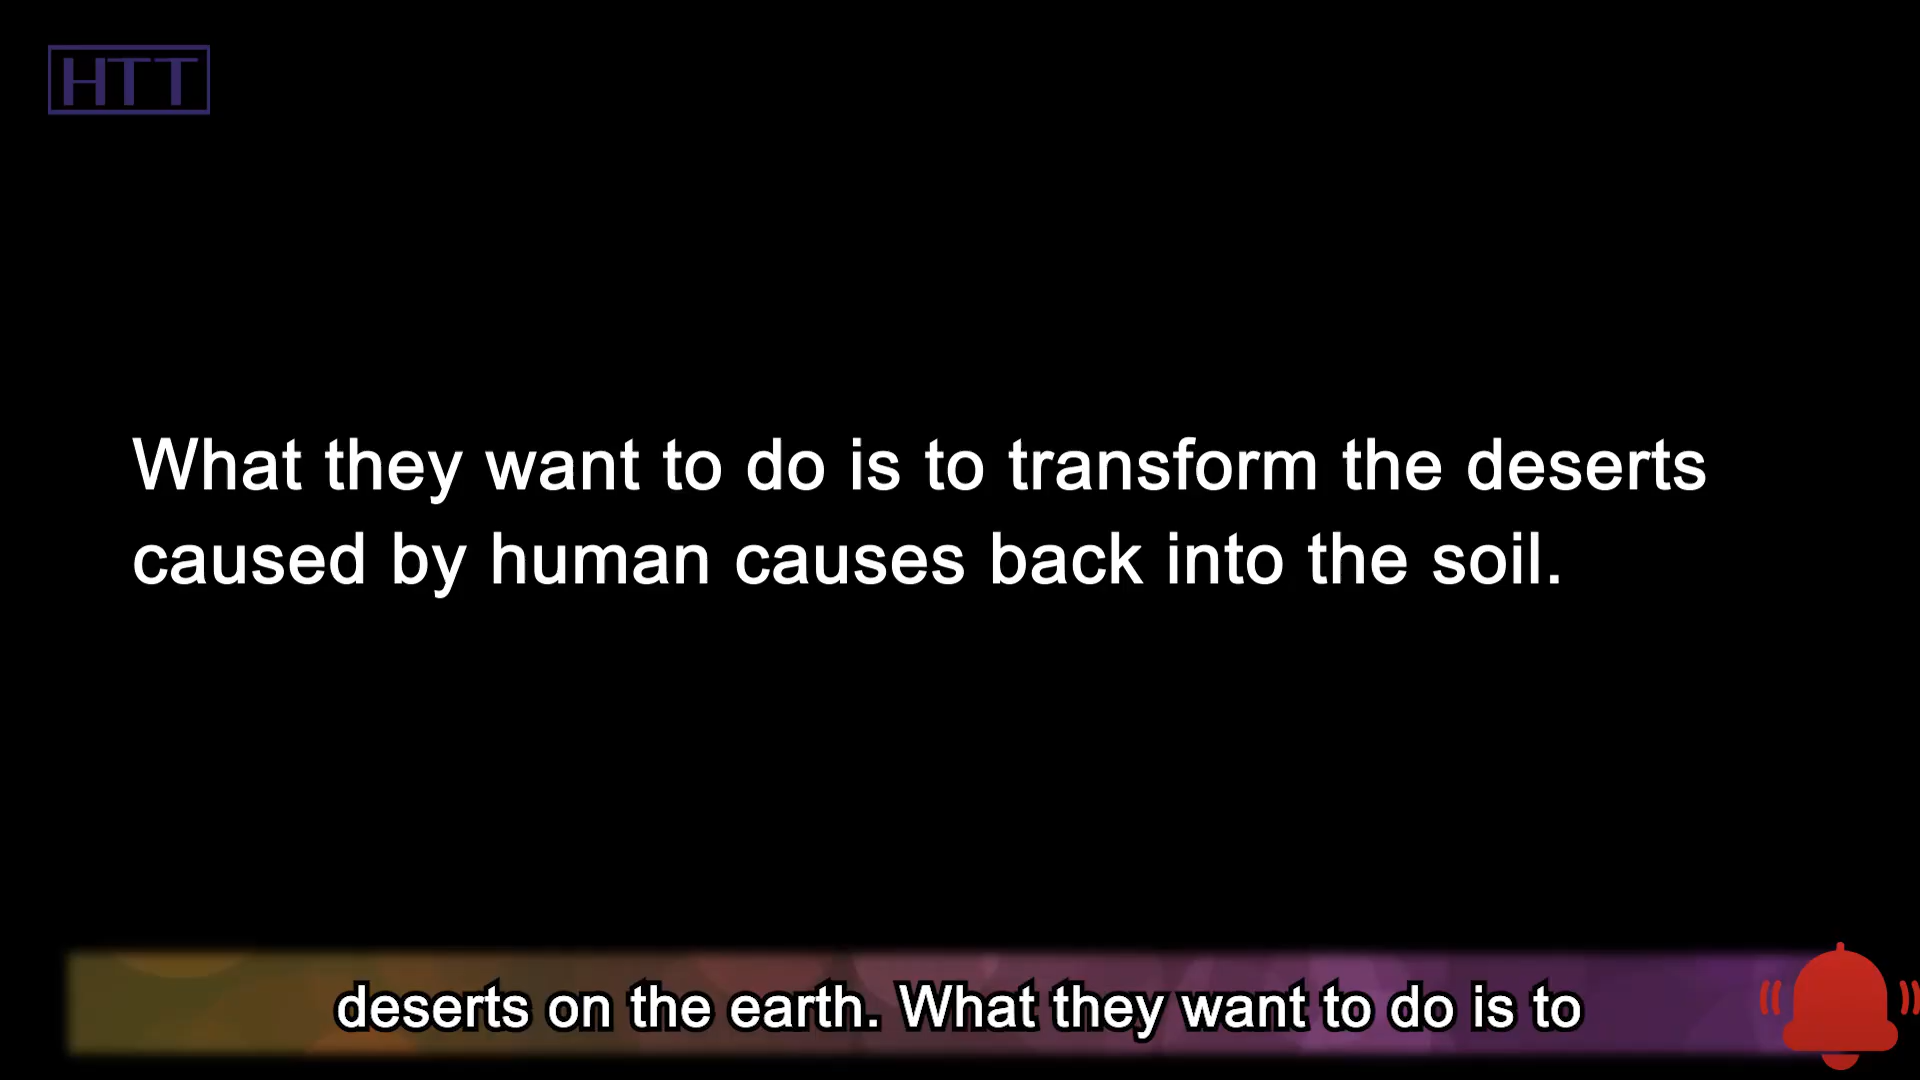 HTT
What they want to do is to transform the deserts
caused by human causes back into the soil.
deserts on the earth. What they want to do is to